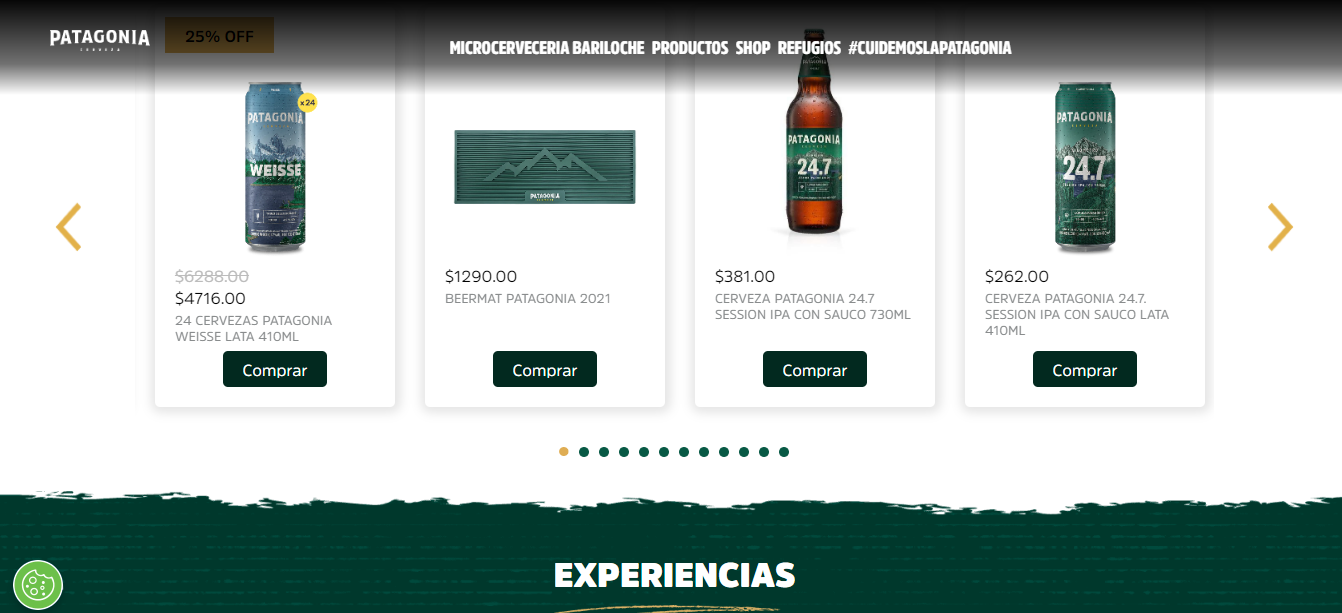 PATAGONIA
CERVEZA
25% OFF
MICROCERVECERIA BARILOCHE PRODUCTOS SHOP REFUGIOS #CUIDEMOSLAPATAGONIA
x24
PATAGONIA
WEISSE
PATAGONIA
PATAGONIA
24.7
PATAGONIA
24.7
$6288.00
$4716.00
24 CERVEZAS PATAGONIA
WEISSE LATA 410ML
Comprar
$1290.00
BEERMAT PATAGONIA 2021
Comprar
$381.00
CERVEZA PATAGONIA 24.7
SESSION IPA CON SAUCO 730ML
Comprar
$262.00
CERVEZA PATAGONIA 24.7.
SESSION IPA CON SAUCO LATA
410ML
Comprar
EXPERIENCIAS